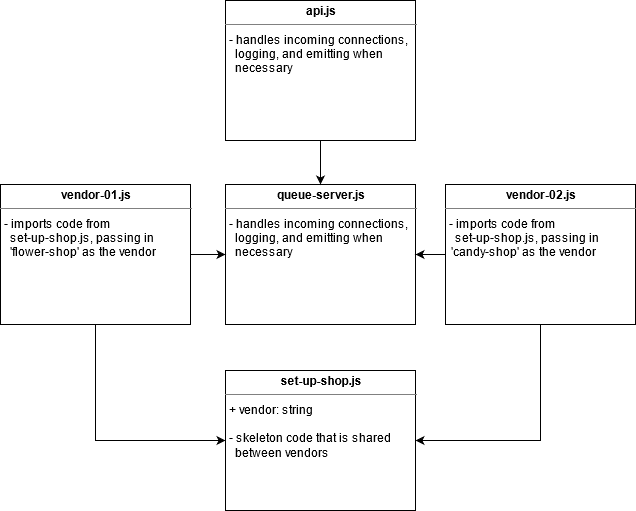 api.js
- handles incoming connections,
logging, and emitting when
necessary
vendor-01.js
- imports code from
set-up-shop.js, passing in
'flower-shop' as the vendor
queue-server.js
- handles incoming connections,
logging, and emitting when
necessary
vendor-02.js
- imports code from
set-up-shop.js, passing in
'candy-shop' as the vendor
set-up-shop.js
+ vendor: string
- skeleton code that is shared
between vendors